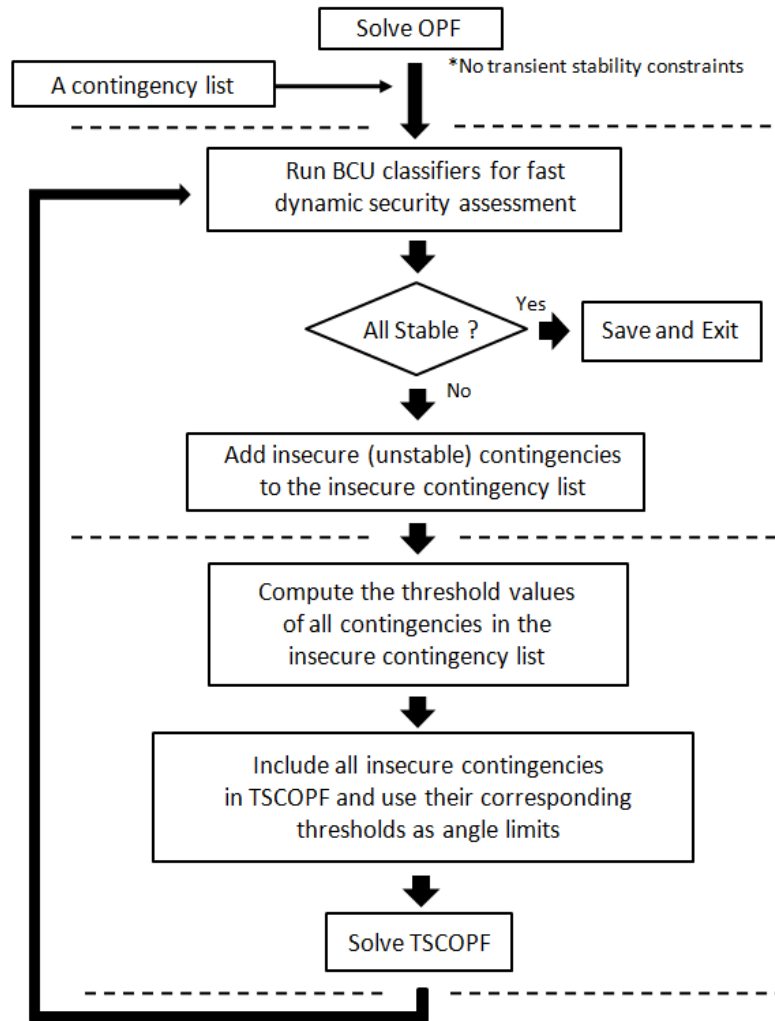 Solve OPF
*No transient stability constraints
A contingency list
Run BCU classifiers for fast
dynamic security assessment
All Stable ?
Yes
Save and Exit
No
Add insecure (unstable) contingencies
to the insecure contingency list
Compute the threshold values
of all contingencies in the
insecure contingency list
Include all insecure contingencies
in TSCOPF and use their corresponding
thresholds as angle limits
Solve TSCOPF